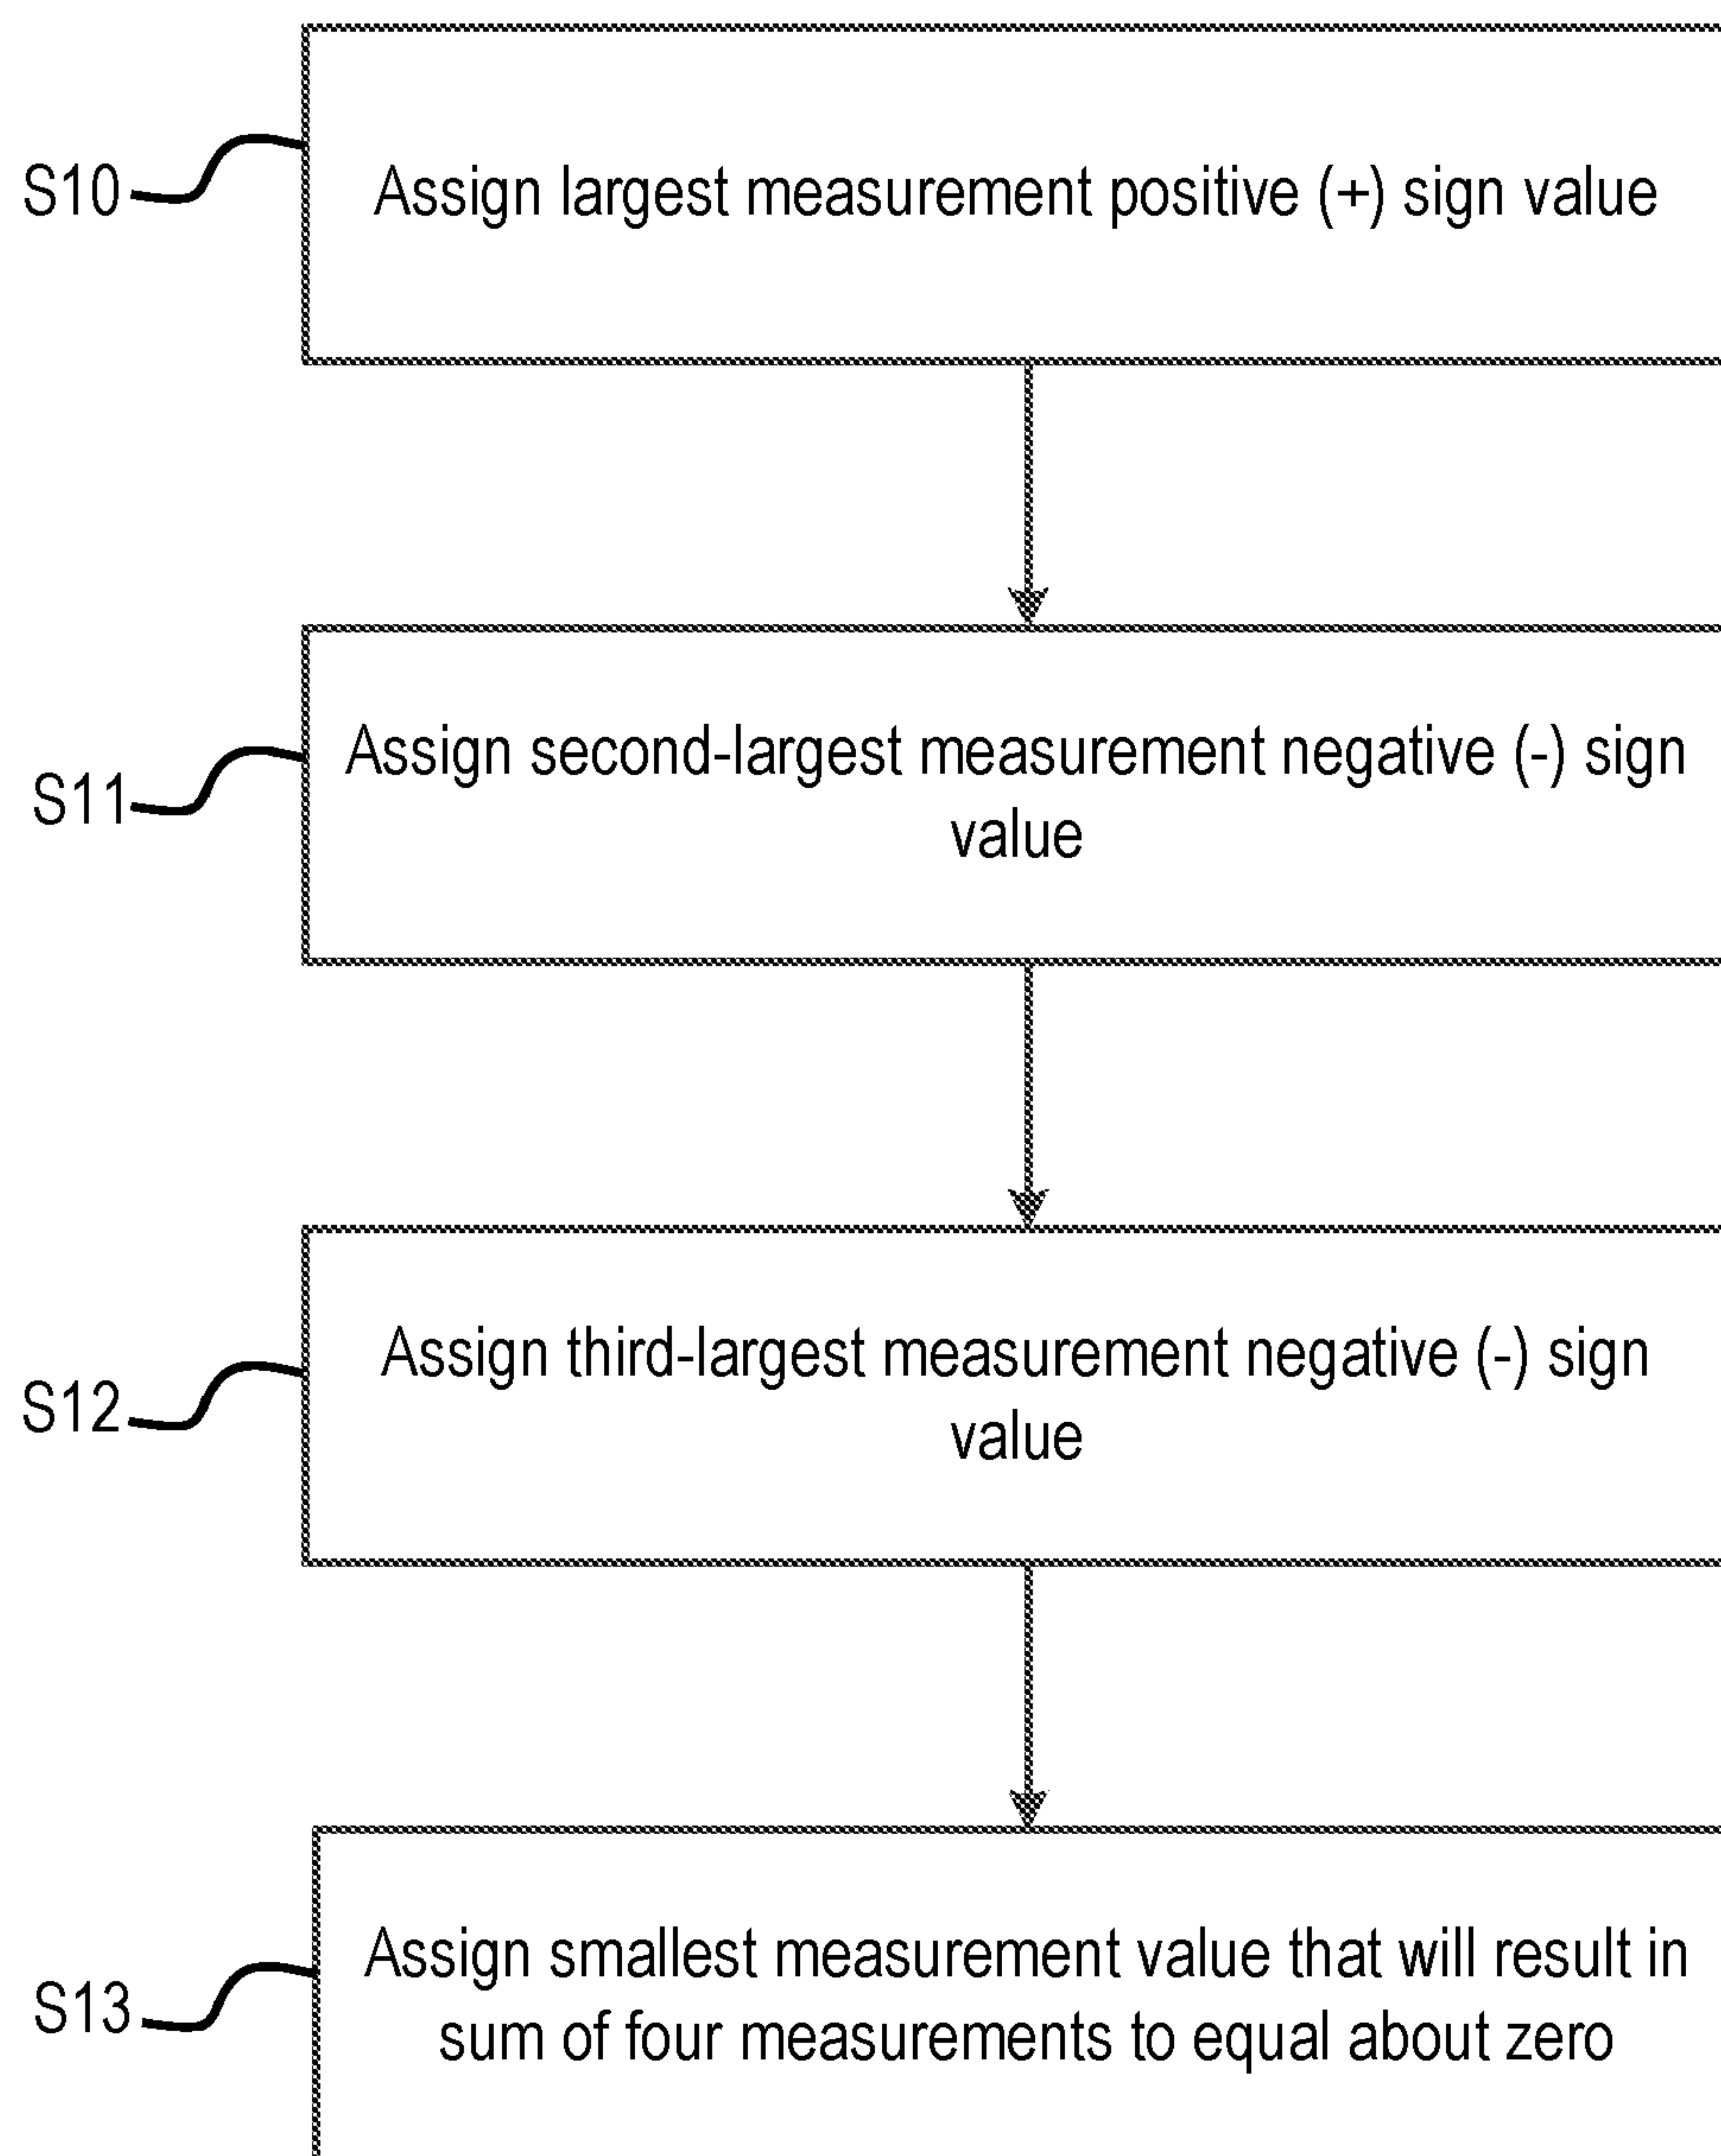 S10
Assign largest measurement positive (+) sign value
S11
Assign second-largest measurement negative (-) sign
value
S12
Assign third-largest measurement negative (-) sign
value
S13
Assign smallest measurement value that will result in
sum of four measurements to equal about zero